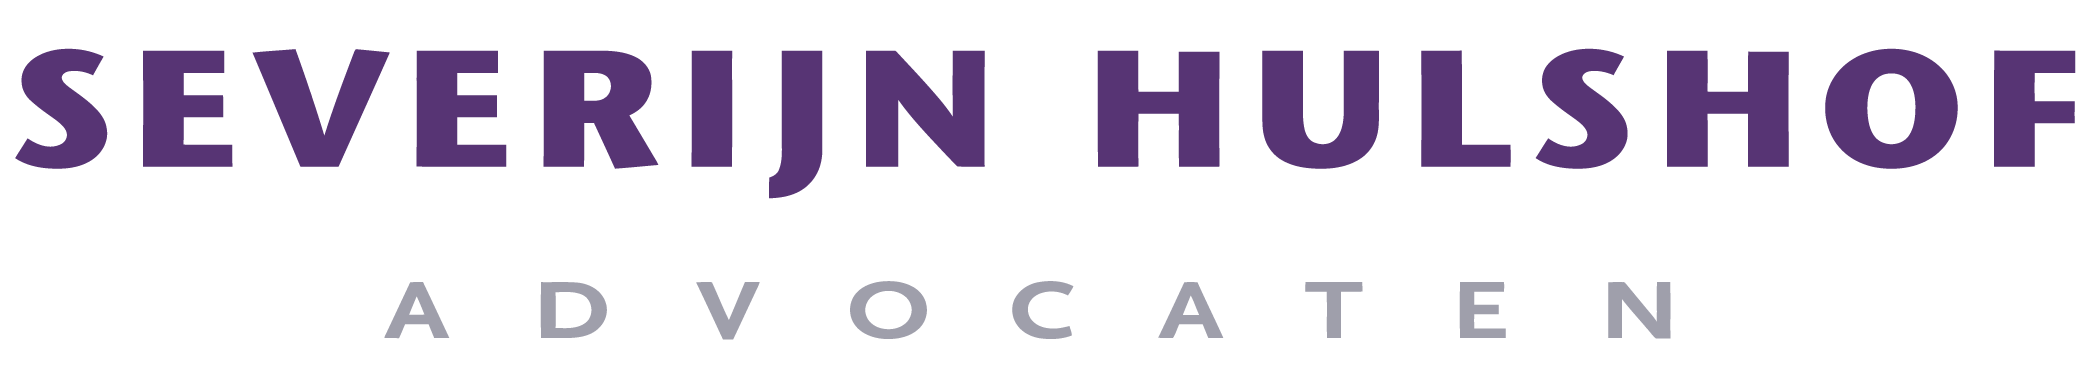 SEVERIJN HULSHOF
ADVOCATEN